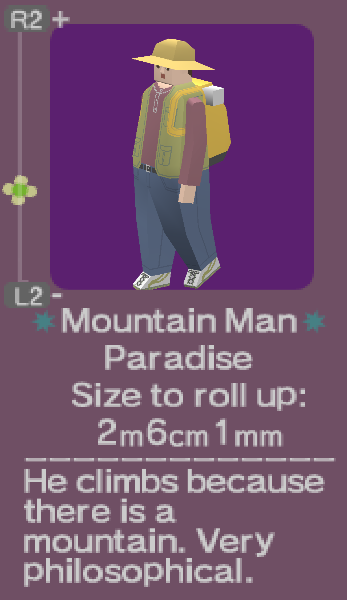 R2 +
L2 -
Mountain Man
Paradise
Size to roll up:
2m6cm1mm
He climbs because
there is a
mountain. Very
philosophical.